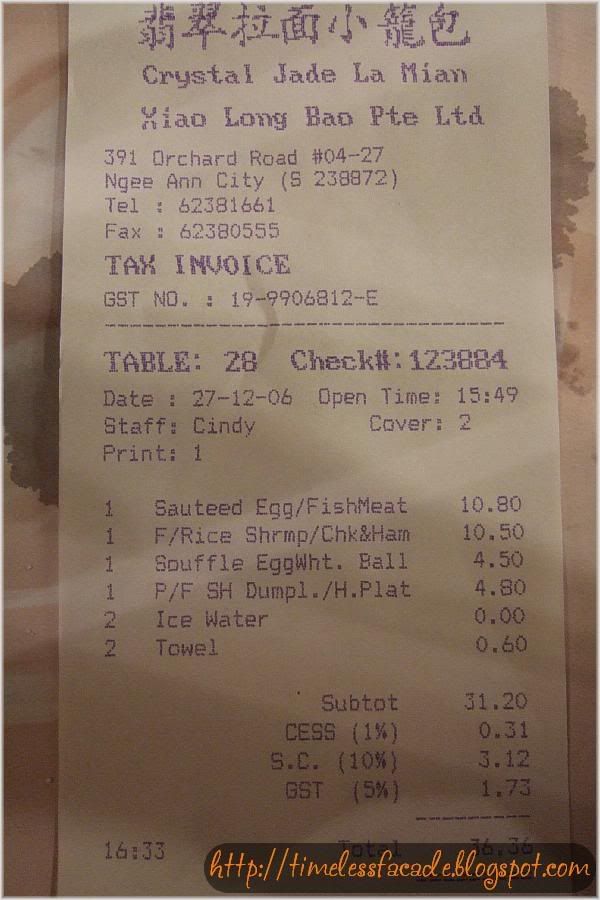 翡翠拉面小籠包
Crystal Jade La Mian
Xiao Long Bao Pte Ltd
391 Orchard Road #04-27
Ngee Ann City (S 238872)
Tel : 62381661
Fax : 62380555
TAX INVOICE
GST NO. : 19-9906812-E
TABLE: 28 Check#:123884
Date : 27-12-06 Open Time: 15:49
Staff: Cindy Cover: 2
Print: 1
1 Sauteed Egg/FishMeat 10.80
1 F/Rice Shrmp/Chk&Ham 10.50
1 Souffle EggWht. Ball 4.50
1 P/F SH Dumpl./H.Plat 4.80
2 Ice Water 0.00
2 Towel 0.60
Subtot 31.20
CESS (1%) 0.31
S.C. (10%) 3.12
GST (5%) 1.73
16:33 Total 36.36
http://timelessfacade.blogspot.com